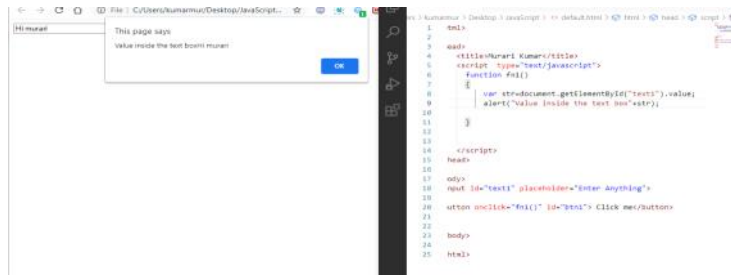 File | C:/Users/kumarmur/Desktop/JavaScript...
Hi murari
This page says
Value inside the text boxHi murari
OK
> kumarmur > Desktop > JavaScript > default.html > html > head > script >
1 tml>
2
3 ead>
4 <title>Murari Kumar</title>
5 <script type="text/javascript">
6 function fn1()
7 {
8 var str=document.getElementById("text1").value;
9 alert("Value inside the text box"+str);
10
11 }
12
13
14 </script>
15 head>
16
17 ody>
18 nput id="text1" placeholder="Enter Anything">
19
20 utton onclick="fn1()" id="btn1"> Click me</button>
21
22
23 body>
24
25 html>